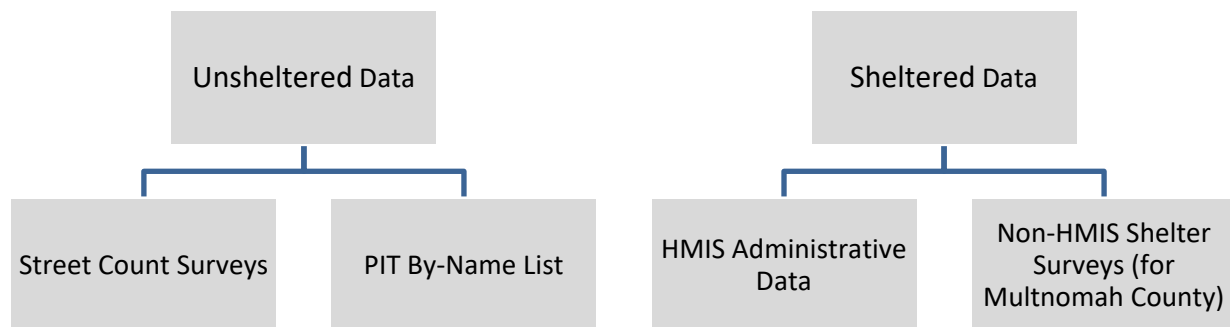 Unsheltered Data
Sheltered Data
Street Count Surveys
PIT By-Name List
HMIS Administrative
Data
Non-HMIS Shelter
Surveys (for
Multnomah County)